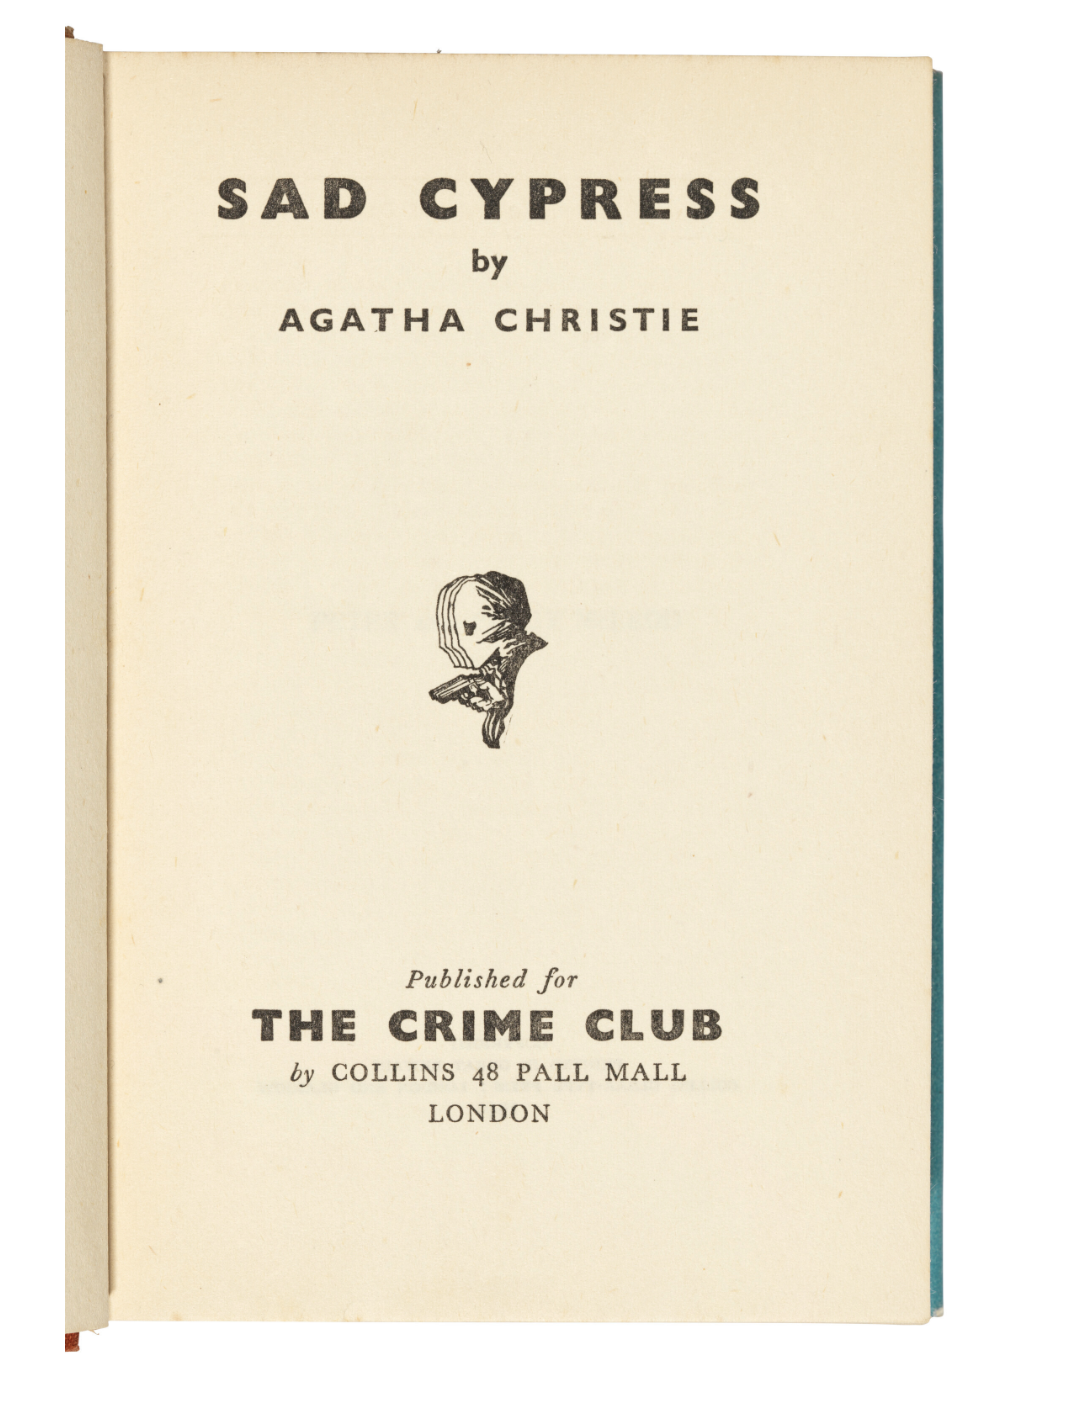 SAD CYPRESS
by
AGATHA CHRISTIE
Published for
THE CRIME CLUB
by COLLINS 48 PALL MALL
LONDON